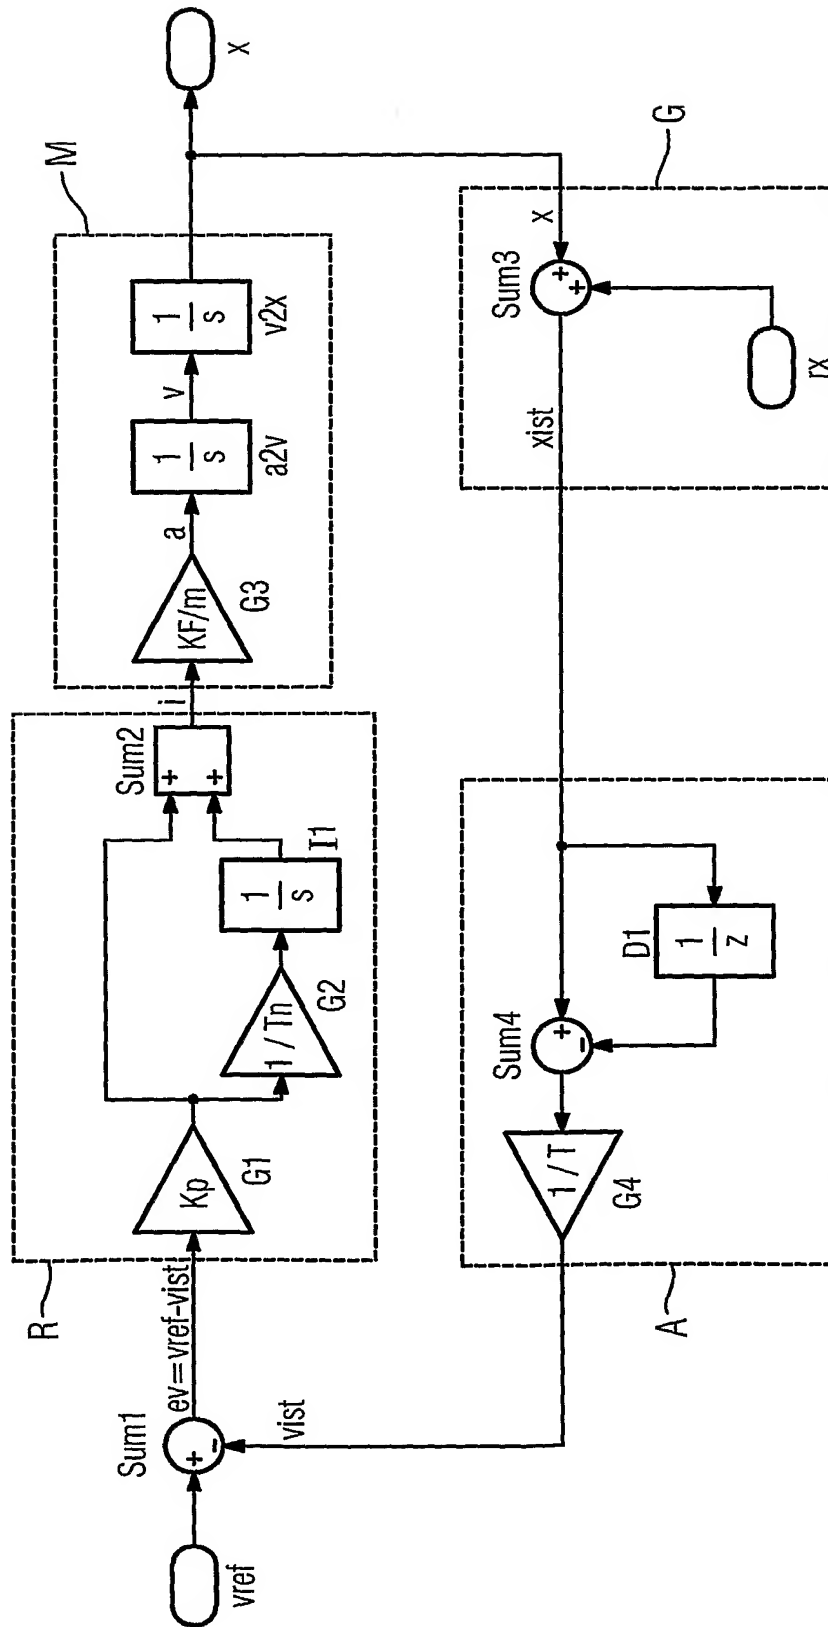 vref
Sum1
+
-
ev=vref-vist
vist
R
Kp
G1
1/Tn
G2
1
s
I1
Sum2
+
+
i
M
KF/m
G3
a
1
s
a2v
v
1
s
v2x
x
G
x
Sum3
+
+
rx
xist
A
D1
1
z
Sum4
+
-
1/T
G4